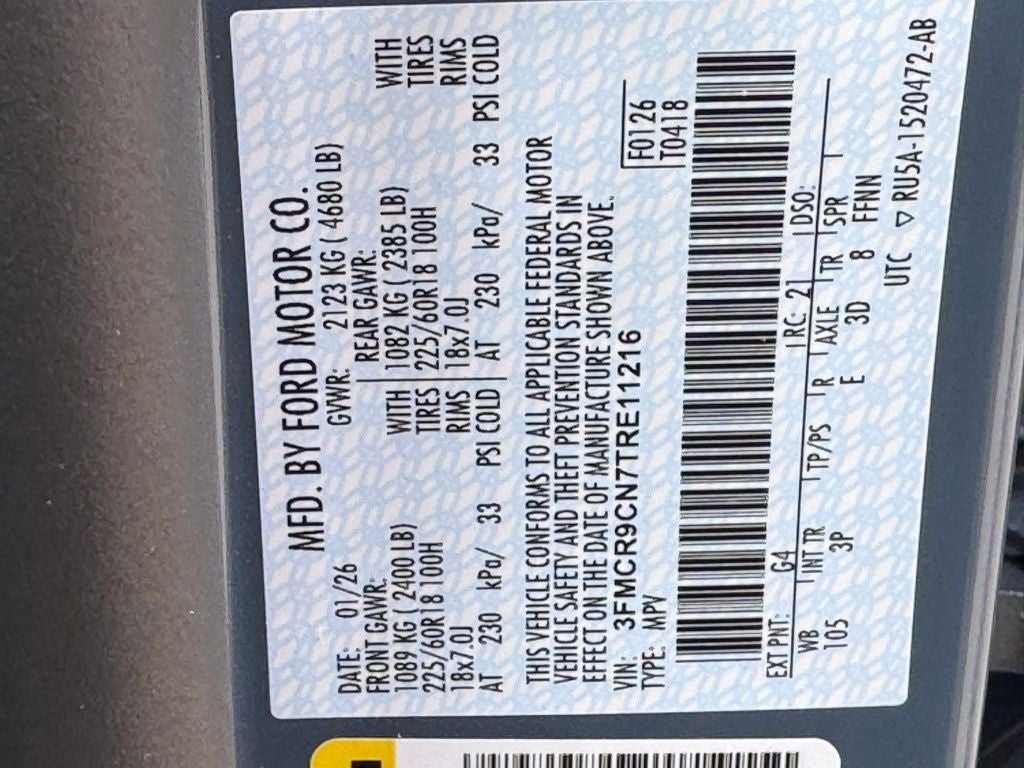 MFD. BY FORD MOTOR CO.
DATE: 01/26 GVWR: 2123 KG ( 4680 LB)
FRONT GAWR: REAR GAWR:
1089 KG ( 2400 LB) WITH 1082 KG ( 2385 LB) WITH
225/60R18 100H TIRES 225/60R18 100H TIRES
18x7.0J RIMS 18x7.0J RIMS
AT 230 kPa/ 33 PSI COLD AT 230 kPa/ 33 PSI COLD
THIS VEHICLE CONFORMS TO ALL APPLICABLE FEDERAL MOTOR
VEHICLE SAFETY AND THEFT PREVENTION STANDARDS IN
EFFECT ON THE DATE OF MANUFACTURE SHOWN ABOVE.
VIN: 3FMCR9CN7TRE11216 F0126
TYPE: MPV T0418
EXT PNT: G4 RC: 21 DSO:
WB INT TR TP/PS R AXLE TR SPR
105 3P E 3D 8 FFNN
UTC ▽ RU5A-1520472-AB